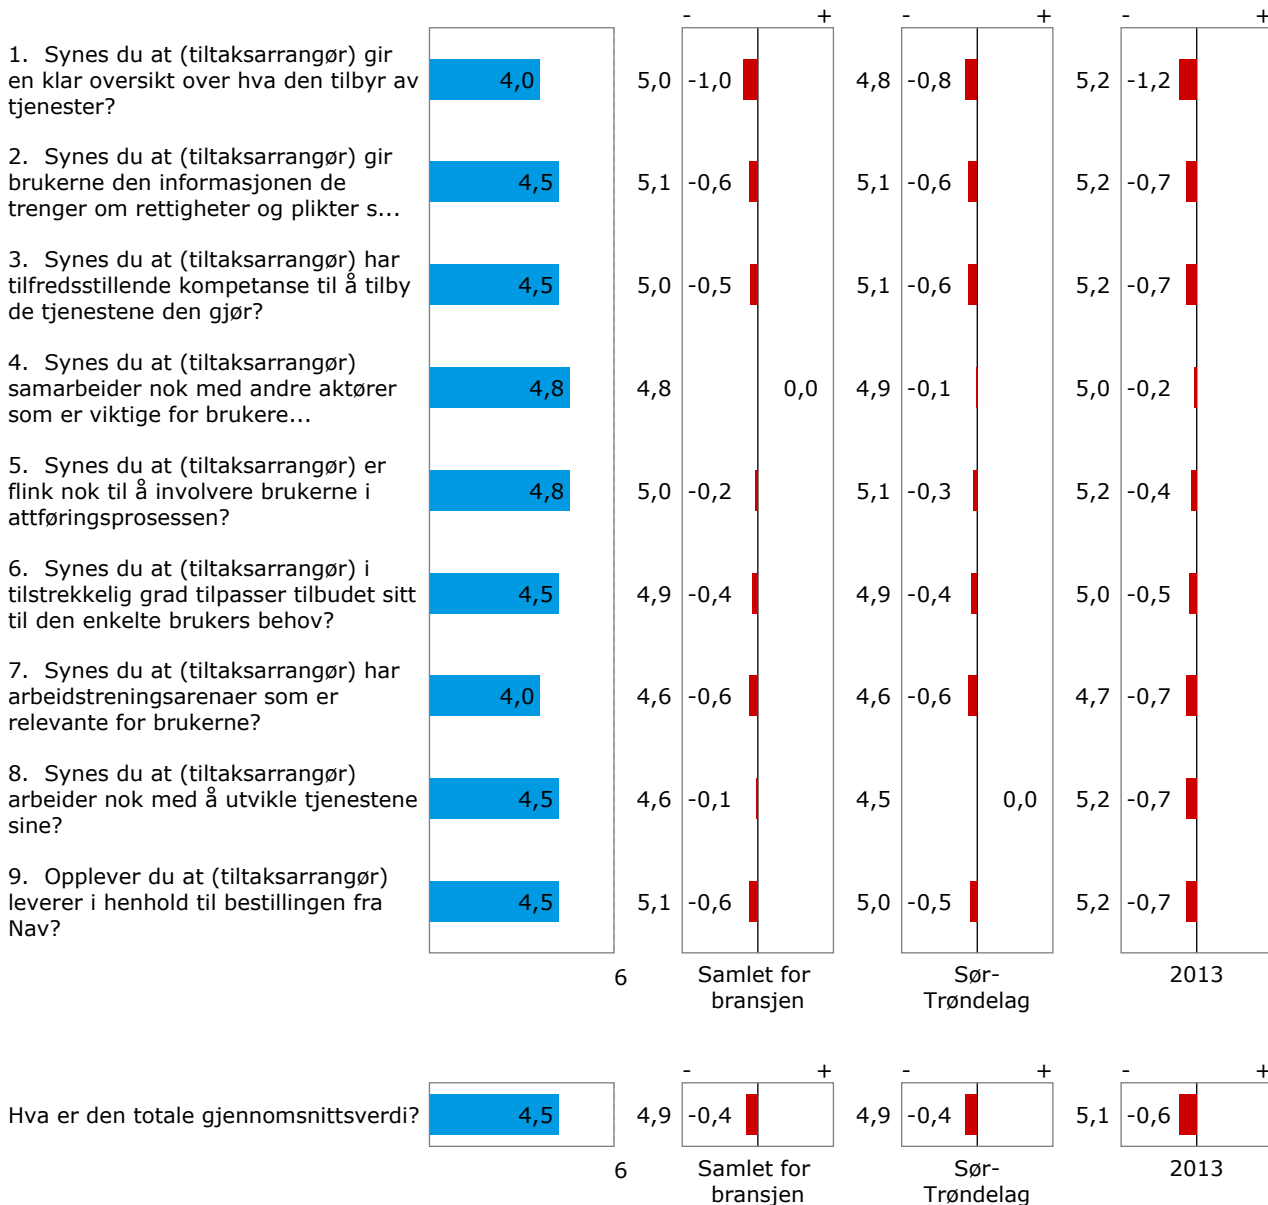 - + - + - +
1. Synes du at (tiltaksarrangør) gir
en klar oversikt over hva den tilbyr av
tjenester?
4,0 5,0 -1,0 4,8 -0,8 5,2 -1,2
2. Synes du at (tiltaksarrangør) gir
brukerne den informasjonen de
trenger om rettigheter og plikter s...
4,5 5,1 -0,6 5,1 -0,6 5,2 -0,7
3. Synes du at (tiltaksarrangør) har
tilfredsstillende kompetanse til å tilby
de tjenestene den gjør?
4,5 5,0 -0,5 5,1 -0,6 5,2 -0,7
4. Synes du at (tiltaksarrangør)
samarbeider nok med andre aktører
som er viktige for brukere...
4,8 4,8 0,0 4,9 -0,1 5,0 -0,2
5. Synes du at (tiltaksarrangør) er
flink nok til å involvere brukerne i
attføringsprosessen?
4,8 5,0 -0,2 5,1 -0,3 5,2 -0,4
6. Synes du at (tiltaksarrangør) i
tilstrekkelig grad tilpasser tilbudet sitt
til den enkelte brukers behov?
4,5 4,9 -0,4 4,9 -0,4 5,0 -0,5
7. Synes du at (tiltaksarrangør) har
arbeidstreningsarenaer som er
relevante for brukerne?
4,0 4,6 -0,6 4,6 -0,6 4,7 -0,7
8. Synes du at (tiltaksarrangør)
arbeider nok med å utvikle tjenestene
sine?
4,5 4,6 -0,1 4,5 0,0 5,2 -0,7
9. Opplever du at (tiltaksarrangør)
leverer i henhold til bestillingen fra
Nav?
4,5 5,1 -0,6 5,0 -0,5 5,2 -0,7
6
Samlet for
bransjen
Sør-
Trøndelag
2013
- + - + - +
Hva er den totale gjennomsnittsverdi?
4,5 4,9 -0,4 4,9 -0,4 5,1 -0,6
6
Samlet for
bransjen
Sør-
Trøndelag
2013